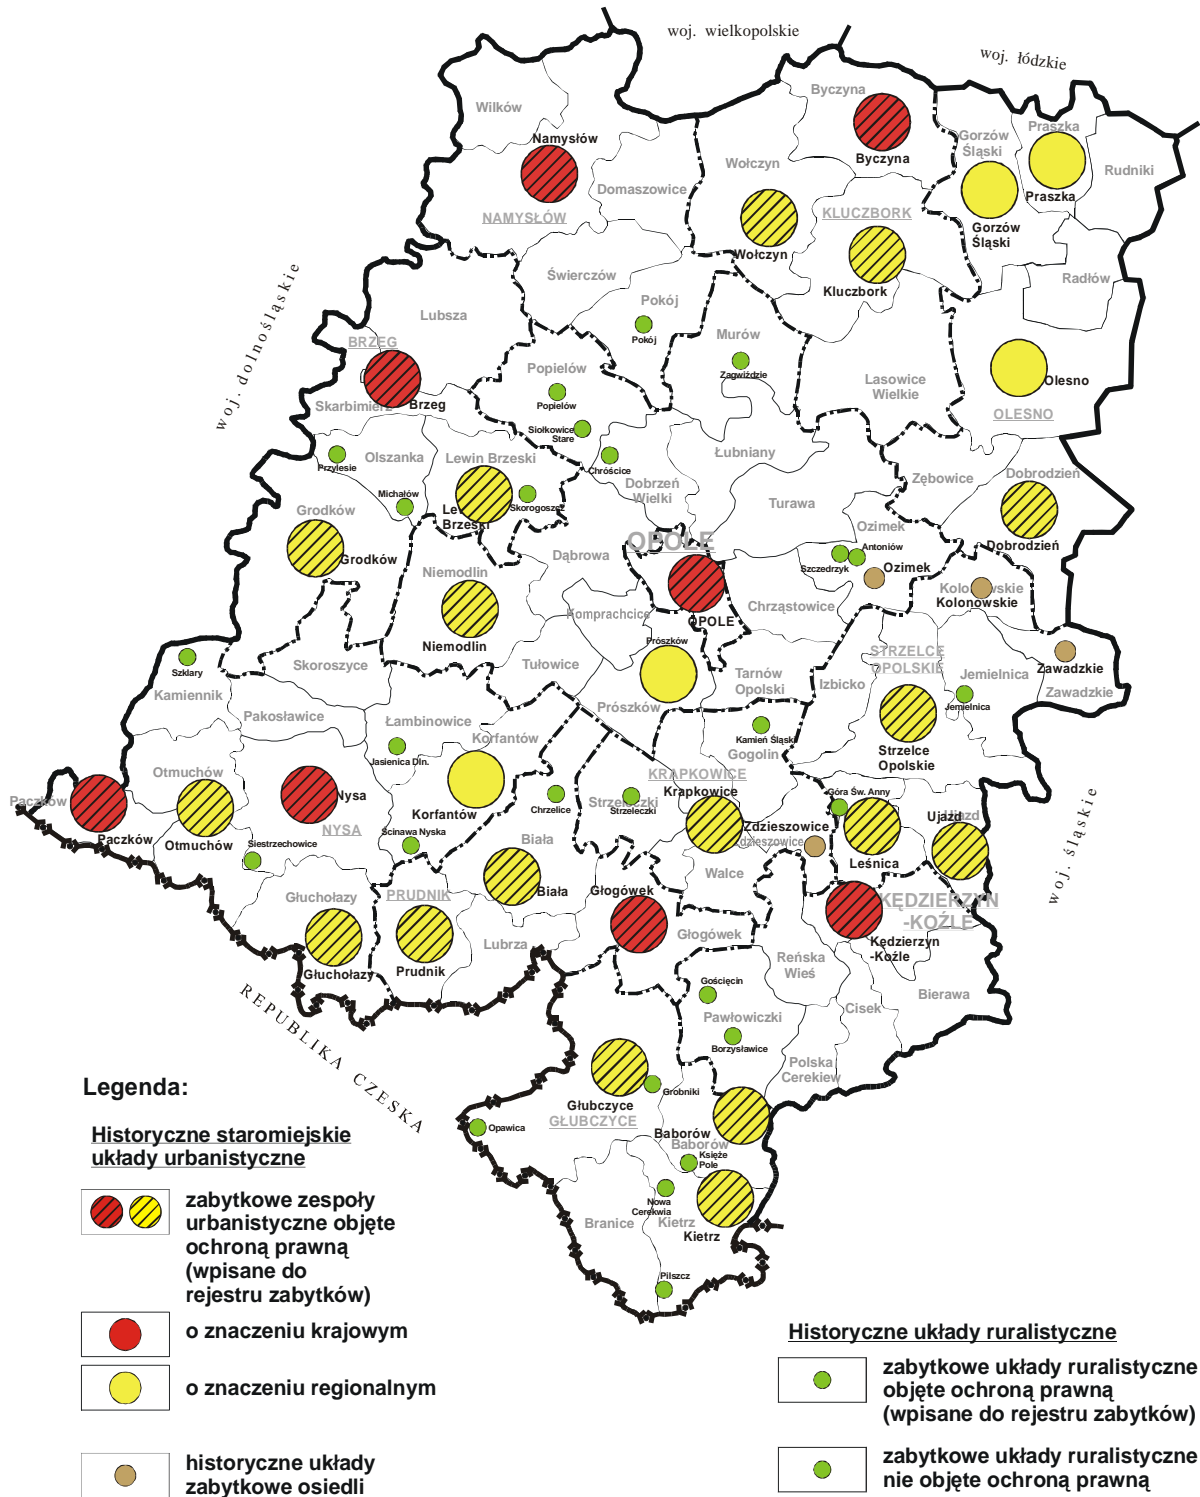 woj. wielkopolskie
woj. łódzkie
Byczyna
Wilków
Namysłów
Praszka
Gorzów
Śląski
Byczyna
Wołczyn
Rudniki
Domaszowice
Praszka
NAMYSŁÓW
KLUCZBORK
Gorzów
Śląski
Wołczyn
Świerczów
Radłów
Kluczbork
Pokój
Lubsza
woj. dolnośląskie
Murów
Pokój
BRZEG
Popielów
Zagwiździe
Lasowice
Wielkie
Olesno
Skarbimierz
Brzeg
Popielów
OLESNO
Siołkowice
Stare
Olszanka
Lewin Brzeski
Łubniany
Przylesie
Chróścice
Zębowice
Dobrodzień
Dobrzeń
Wielki
Michałów
Skorogoszcz
Turawa
Grodków
Lewin
Brzeski
Ozimek
OPOLE
Dobrodzień
Grodków
Dąbrowa
Antoniów
Szczedrzyk
Ozimek
Niemodlin
Kolonowskie
Kolonowskie
Chrząstowice
Komprachcice
OPOLE
Niemodlin
Prószków
STRZELCE
OPOLSKIE
Szklary
Skoroszyce
Tułowice
Zawadzkie
Tarnów
Opolski
Izbicko
Jemielnica
Kamiennik
Zawadzkie
Prószków
Jemielnica
Pakosławice
Łambinowice
Kamień Śląski
Korfantów
Gogolin
Jasienica Dln.
Strzelce
Opolskie
Otmuchów
KRAPKOWICE
Paczków
Nysa
Krapkowice
Góra Św. Anny
Chrzelice
Strzeleczki
Strzeleczki
Korfantów
Ujazd
Ujazd
NYSA
Zdzieszowice
Zdzieszowice
Paczków
Otmuchów
Ścinawa Nyska
Biała
Siestrzechowice
Leśnica
woj. śląskie
Walce
Biała
Głogówek
Głuchołazy
PRUDNIK
KĘDZIERZYN
-KOŹLE
Głogówek
Lubrza
Kędzierzyn
-Koźle
Głuchołazy
Prudnik
Reńska
Wieś
Gościęcin
Bierawa
REPUBLIKA CZESKA
Cisek
Pawłowiczki
Borzysławice
Polska
Cerekiew
Grobniki
Głubczyce
GŁUBCZYCE
Opawica
Baborów
Baborów
Księże
Pole
Nowa
Cerekwia
Branice
Kietrz
Kietrz
Pilszcz
Legenda:
Historyczne staromiejskie
układy urbanistyczne
zabytkowe zespoły
urbanistyczne objęte
ochroną prawną
(wpisane do
rejestru zabytków)
o znaczeniu krajowym
o znaczeniu regionalnym
historyczne układy
zabytkowe osiedli
Historyczne układy ruralistyczne
zabytkowe układy ruralistyczne
objęte ochroną prawną
(wpisane do rejestru zabytków)
zabytkowe układy ruralistyczne
nie objęte ochroną prawną